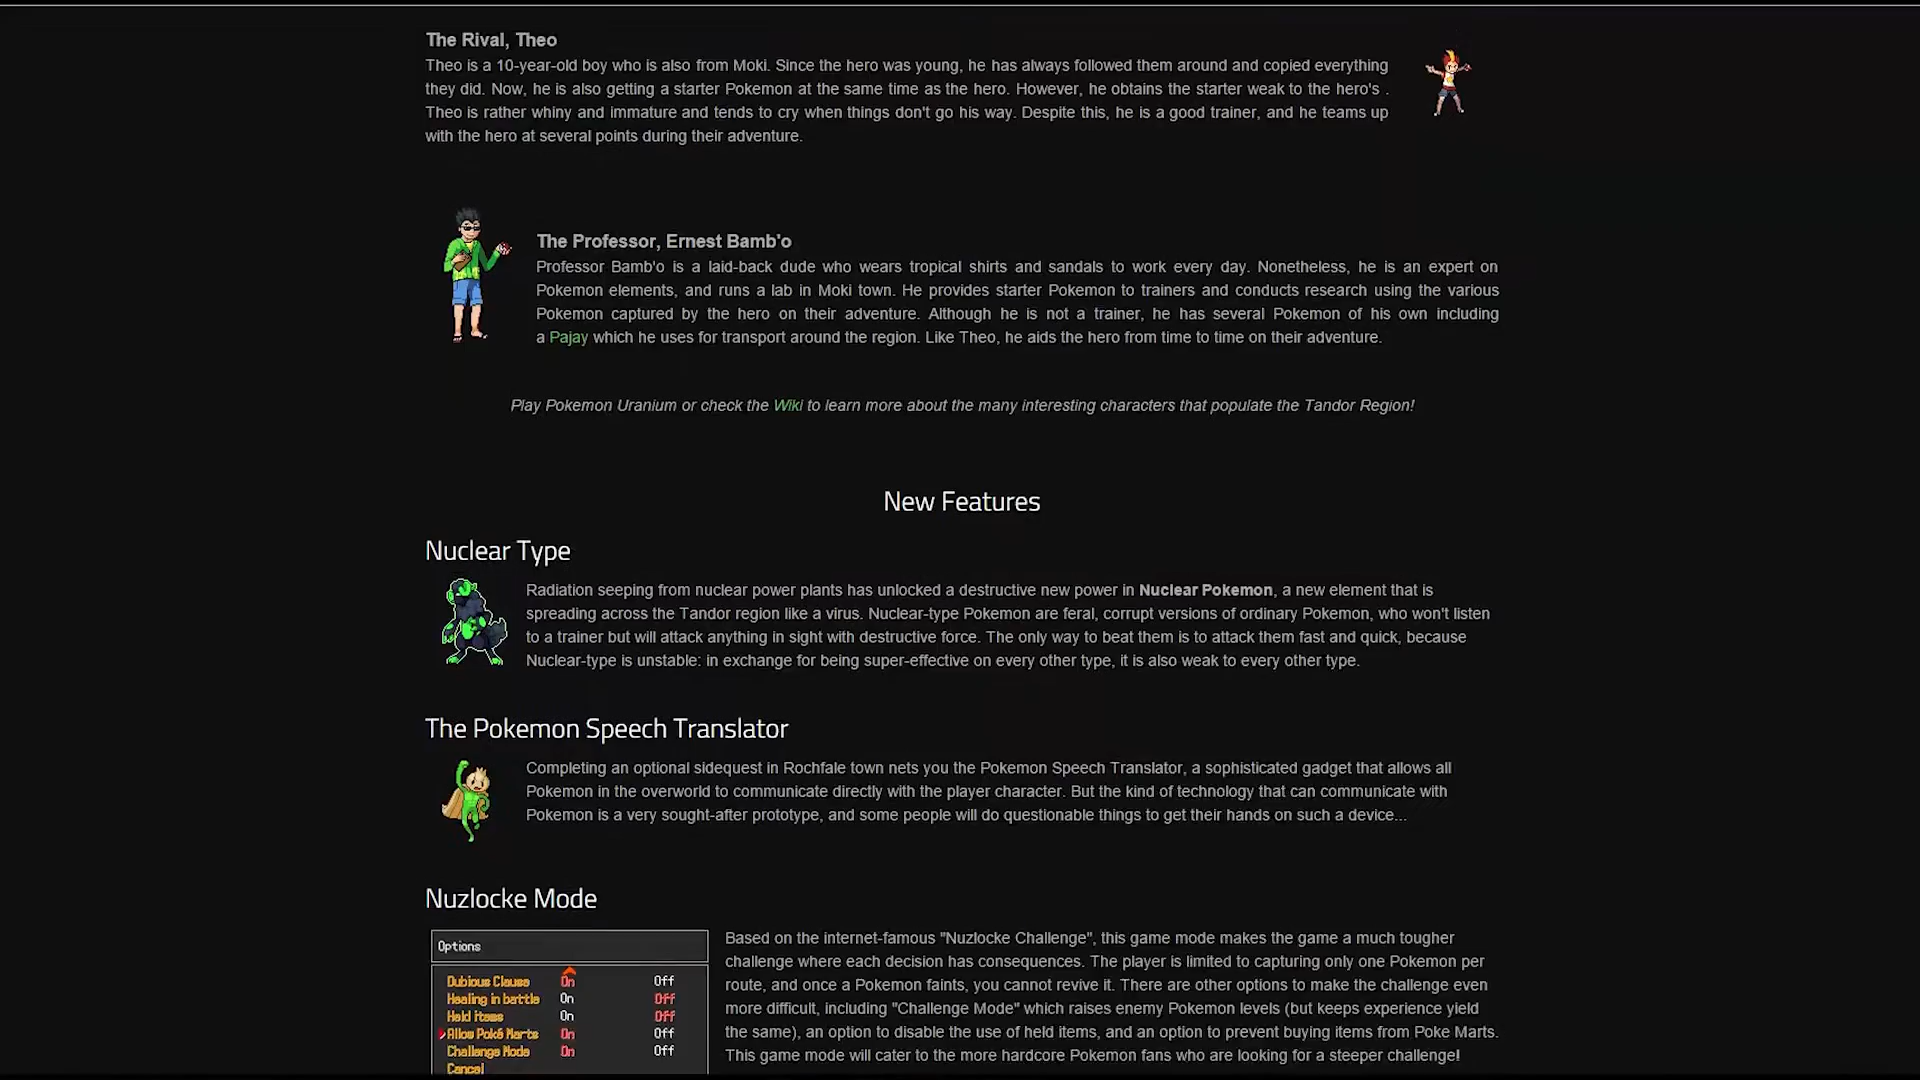 The Rival, Theo
Theo is a 10-year-old boy who is also from Moki. Since the hero was young, he has always followed them around and copied everything
they did. Now, he is also getting a starter Pokemon at the same time as the hero. However, he obtains the starter weak to the hero's .
Theo is rather whiny and immature and tends to cry when things don't go his way. Despite this, he is a good trainer, and he teams up
with the hero at several points during their adventure.
The Professor, Ernest Bamb'o
Professor Bamb'o is a laid-back dude who wears tropical shirts and sandals to work every day. Nonetheless, he is an expert on
Pokemon elements, and runs a lab in Moki town. He provides starter Pokemon to trainers and conducts research using the various
Pokemon captured by the hero on their adventure. Although he is not a trainer, he has several Pokemon of his own including
a Pajay which he uses for transport around the region. Like Theo, he aids the hero from time to time on their adventure.
Play Pokemon Uranium or check the Wiki to learn more about the many interesting characters that populate the Tandor Region!
New Features
Nuclear Type
Radiation seeping from nuclear power plants has unlocked a destructive new power in Nuclear Pokemon, a new element that is
spreading across the Tandor region like a virus. Nuclear-type Pokemon are feral, corrupt versions of ordinary Pokemon, who won't listen
to a trainer but will attack anything in sight with destructive force. The only way to beat them is to attack them fast and quick, because
Nuclear-type is unstable: in exchange for being super-effective on every other type, it is also weak to every other type.
The Pokemon Speech Translator
Completing an optional sidequest in Rochfale town nets you the Pokemon Speech Translator, a sophisticated gadget that allows all
Pokemon in the overworld to communicate directly with the player character. But the kind of technology that can communicate with
Pokemon is a very sought-after prototype, and some people will do questionable things to get their hands on such a device...
Nuzlocke Mode
Options
Dubious Clause On Off
Healing in battle On Off
Held Items On Off
Allow Poké Marts On Off
Challenge Mode On Off
Cancel
Based on the internet-famous "Nuzlocke Challenge", this game mode makes the game a much tougher
challenge where each decision has consequences. The player is limited to capturing only one Pokemon per
route, and once a Pokemon faints, you cannot revive it. There are other options to make the challenge even
more difficult, including "Challenge Mode" which raises enemy Pokemon levels (but keeps experience yield
the same), an option to disable the use of held items, and an option to prevent buying items from Poke Marts.
This game mode will cater to the more hardcore Pokemon fans who are looking for a steeper challenge!